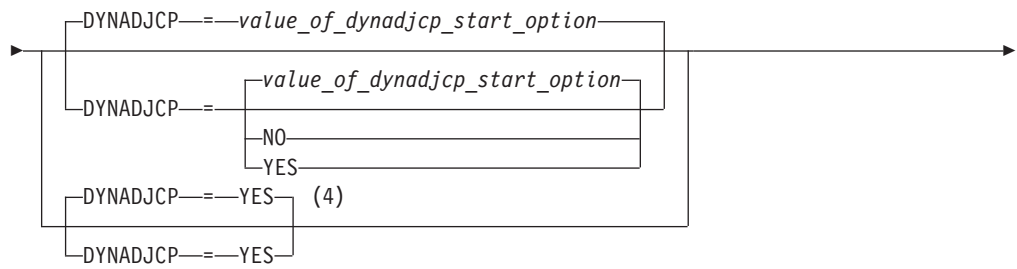 DYNADJCP = value_of_dynadjcp_start_option
value_of_dynadjcp_start_option
DYNADJCP =
NO
YES
DYNADJCP = YES (4)
DYNADJCP = YES